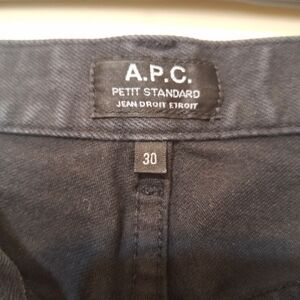 A.P.C.
PETIT STANDARD
JEAN DROIT ETROIT
30